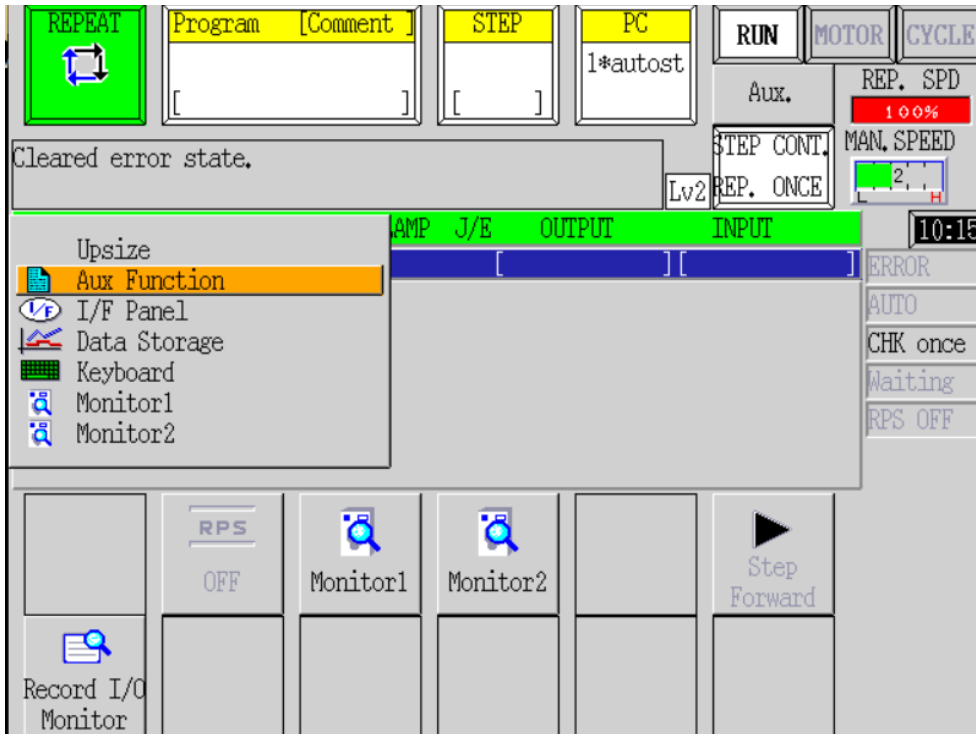 REPEAT
Program [Comment ]
[ ]
STEP
[ ]
PC
1*autost
RUN
MOTOR
CYCLE
Aux.
REP. SPD
100%
STEP CONT.
REP. ONCE
MAN.SPEED
2
L H
Cleared error state.
Lv2
AMP J/E OUTPUT INPUT
10:15
[ ] [ ]
Upsize
Aux Function
I/F I/F Panel
Data Storage
Keyboard
Monitor1
Monitor2
ERROR
AUTO
CHK once
Waiting
RPS OFF
RPS
OFF
Monitor1
Monitor2
Step
Forward
Record I/O
Monitor